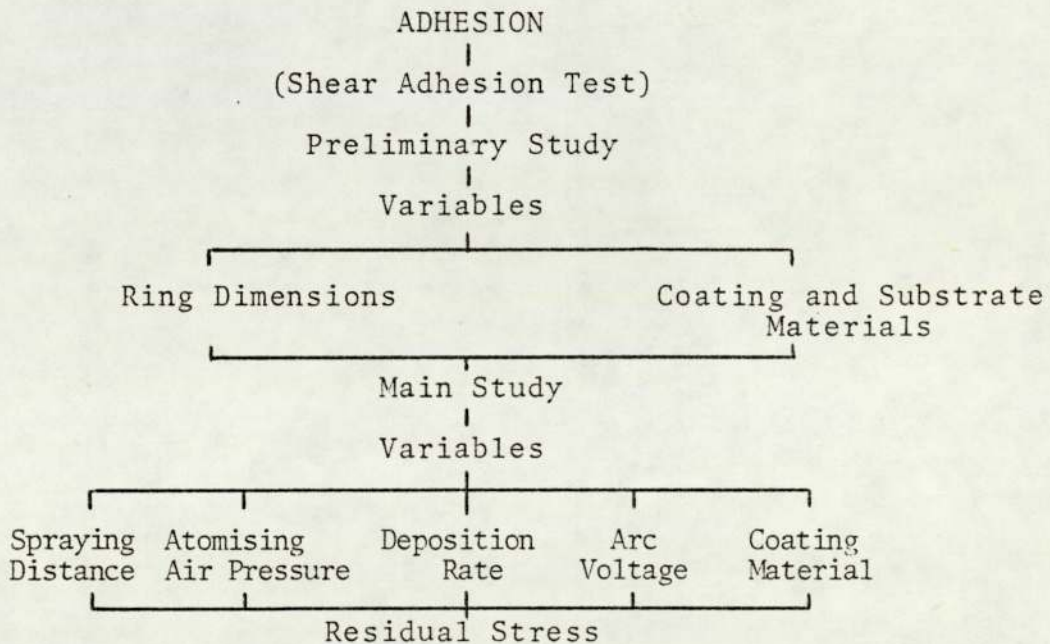 ADHESION
(Shear Adhesion Test)
Preliminary Study
Variables
Ring Dimensions
Coating and Substrate
Materials
Main Study
Variables
Spraying Distance
Atomising Air Pressure
Deposition Rate
Arc Voltage
Coating Material
Residual Stress